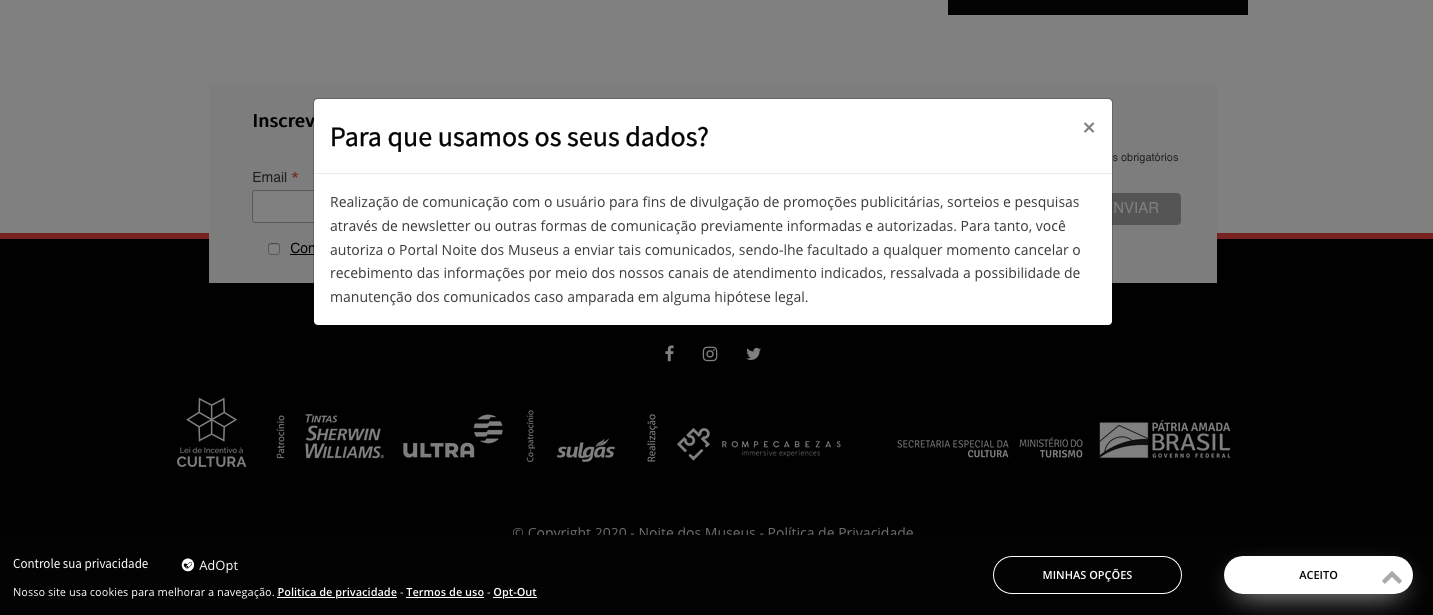 Inscrev
Para que usamos os seus dados?
×
s obrigatórios
Email *
NVIAR
Con
Realização de comunicação com o usuário para fins de divulgação de promoções publicitárias, sorteios e pesquisas
através de newsletter ou outras formas de comunicação previamente informadas e autorizadas. Para tanto, você
autoriza o Portal Noite dos Museus a enviar tais comunicados, sendo-lhe facultado a qualquer momento cancelar o
recebimento das informações por meio dos nossos canais de atendimento indicados, ressalvada a possibilidade de
manutenção dos comunicados caso amparada em alguma hipótese legal.
Lei de Incentivo à
CULTURA
Patrocínio
TINTAS
SHERWIN
WILLIAMS.
ULTRA
Co-patrocínio
sulgás
Realização
ROMPECABEZAS
immersive experiences
SECRETARIA ESPECIAL DA
CULTURA
MINISTÉRIO DO
TURISMO
PÁTRIA AMADA
BRASIL
GOVERNO FEDERAL
© Copyright 2020 - Noite dos Museus - Política de Privacidade
Controle sua privacidade
AdOpt
Nosso site usa cookies para melhorar a navegação. Politica de privacidade - Termos de uso - Opt-Out
MINHAS OPÇÕES
ACEITO